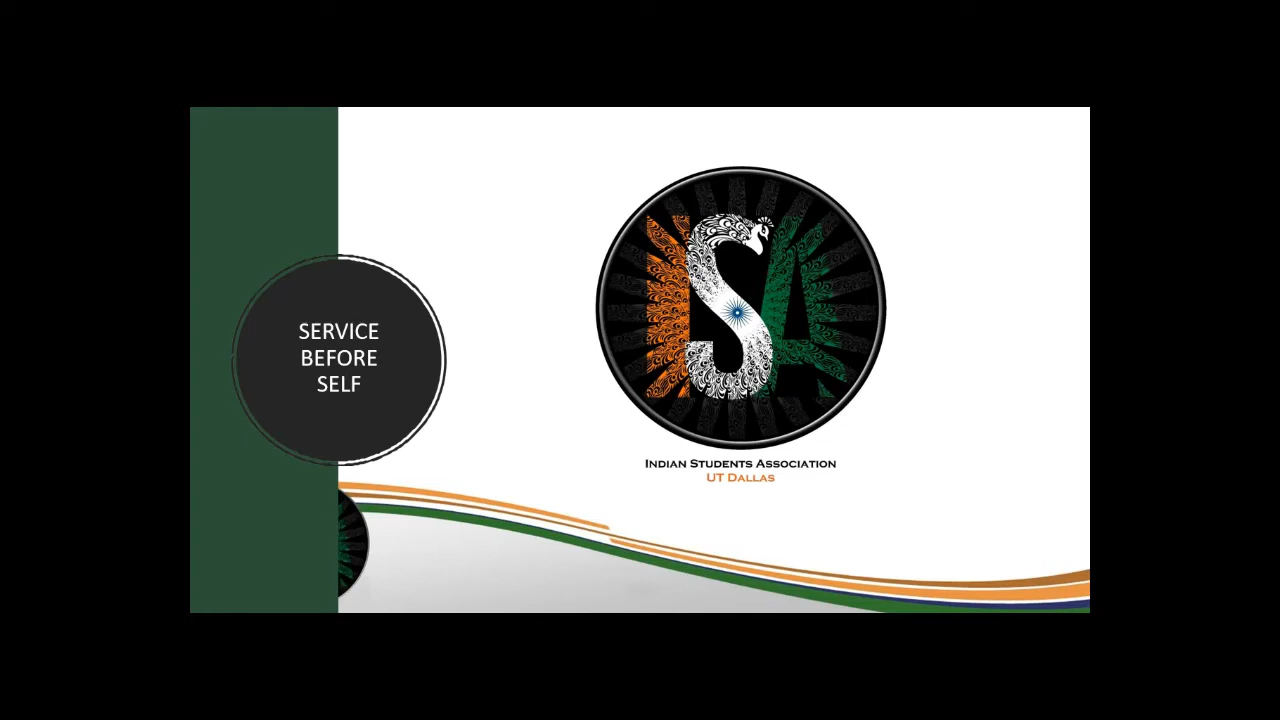 SERVICE
BEFORE
SELF
ISA
INDIAN STUDENTS ASSOCIATION
UT DALLAS